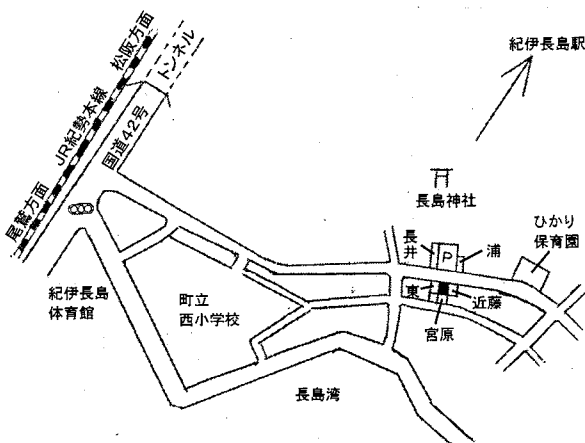 紀伊長島駅
松阪方面
トンネル
JR紀勢本線
国道42号
尾鷲方面
長島神社
ひかり
保育園
長井
P
浦
東
近藤
宮原
紀伊長島
体育館
町立
西小学校
長島湾